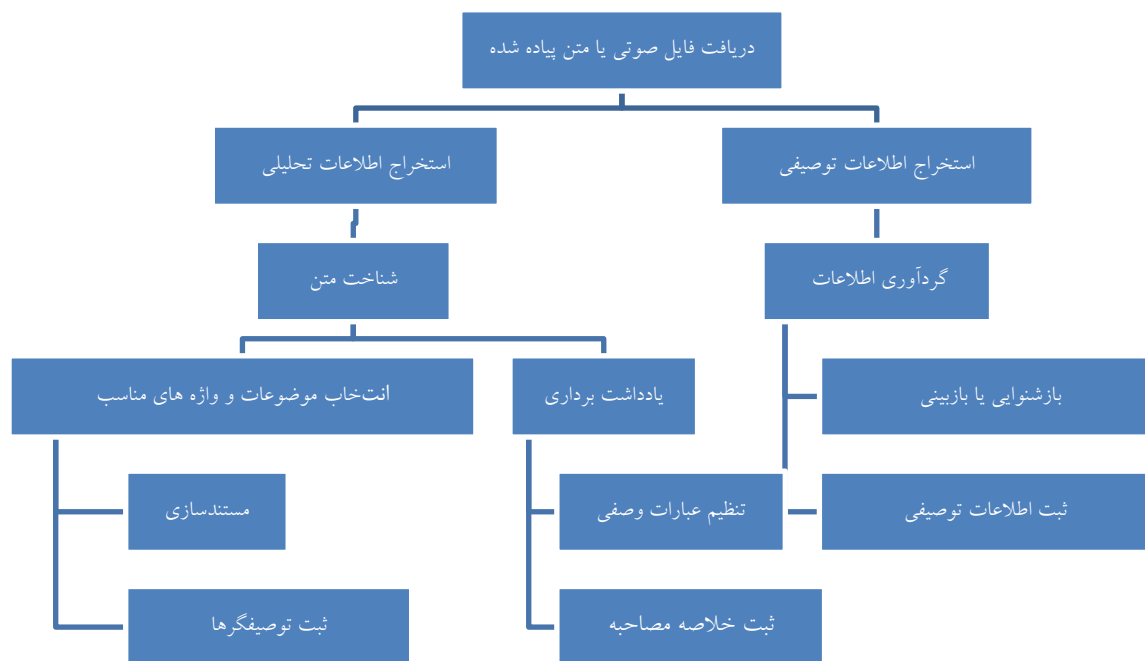 دریافت فایل صوتی یا متن پیاده شده
استخراج اطلاعات توصیفی
استخراج اطلاعات تحلیلی
گردآوری اطلاعات
شناخت متن
بازشنوایی یا بازبینی
یادداشت برداری
انتخاب موضوعات و واژه های مناسب
ثبت اطلاعات توصیفی
تنظیم عبارات وصفی
مستندسازی
ثبت خلاصه مصاحبه
ثبت توصیفگرها